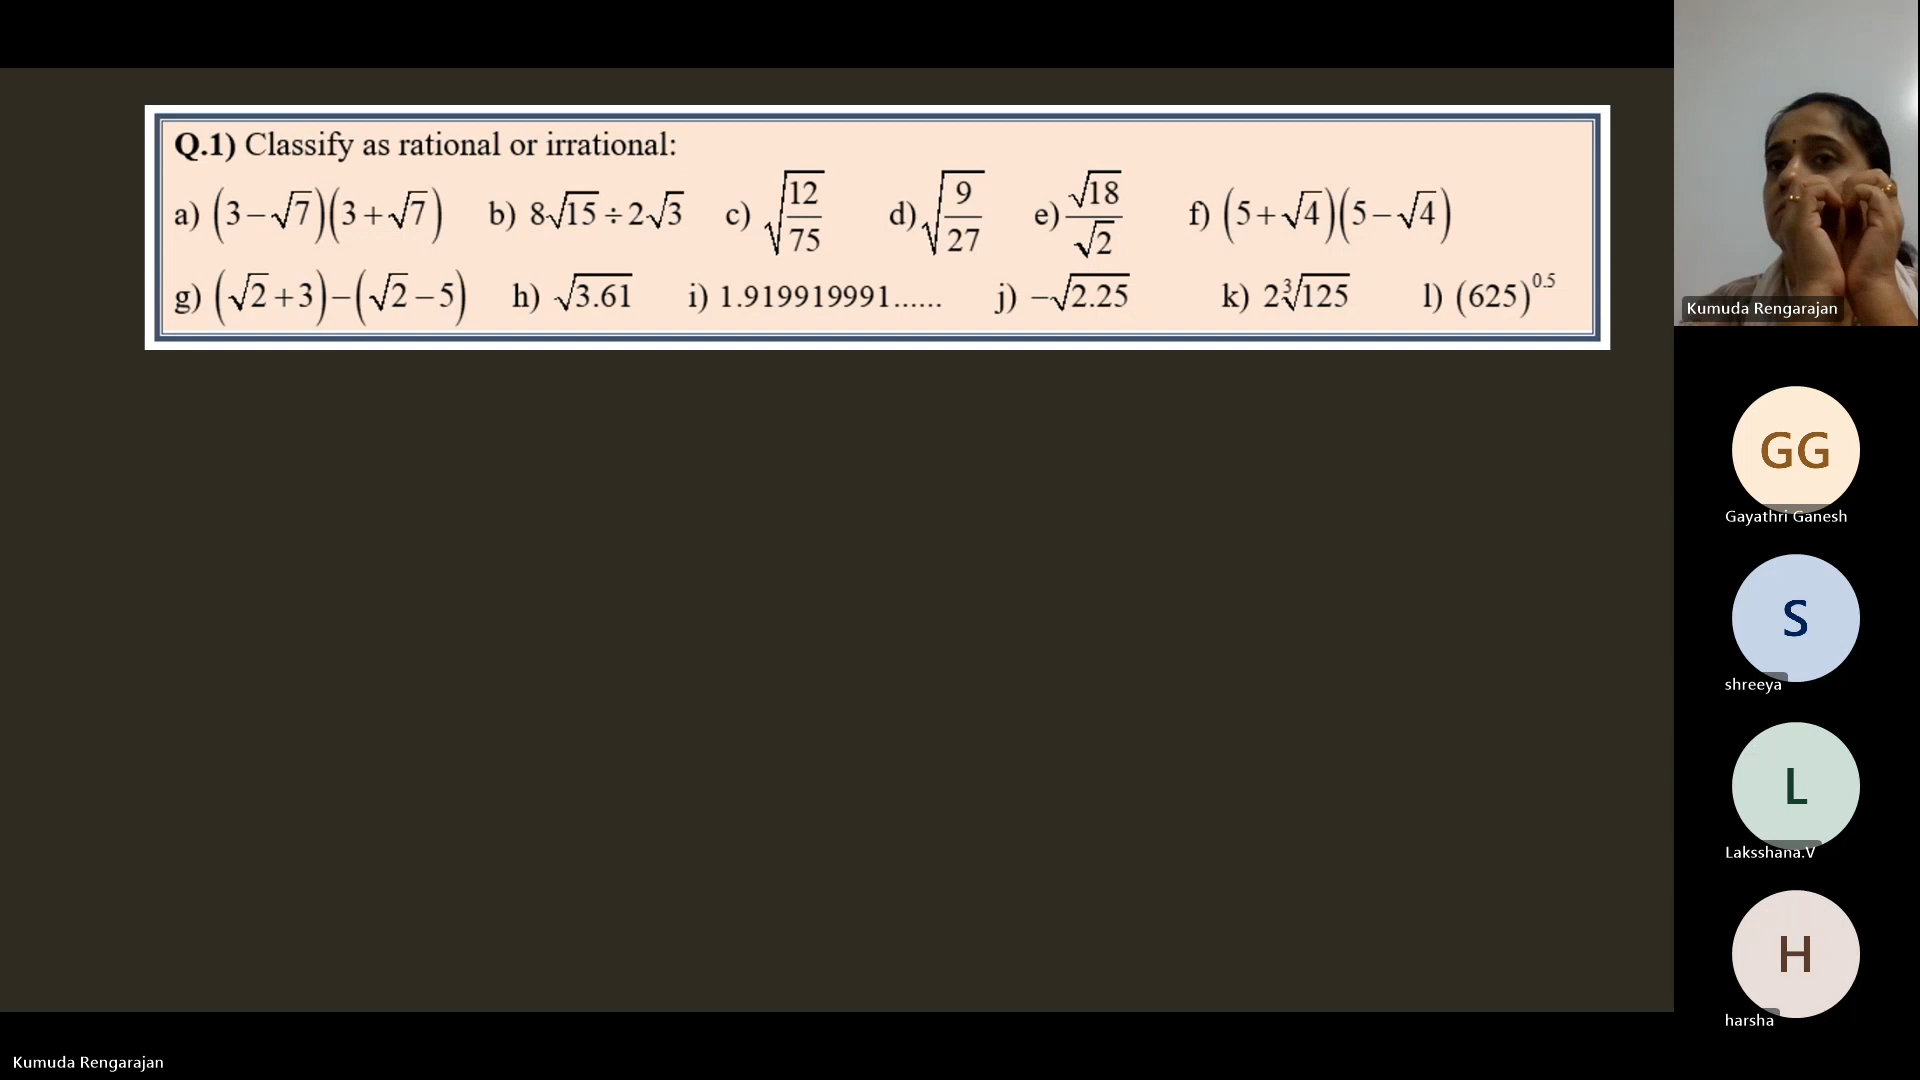 Q.1) Classify as rational or irrational:
a) (3−√7)(3+√7) b) 8√15÷2√3 c) √(12/75) d) √(9/27) e) √18/√2 f) (5+√4)(5−√4)
g) (√2+3)−(√2−5) h) √3.61 i) 1.919919991...... j) −√2.25 k) 2∛125 l) (625)^0.5
Kumuda Rengarajan
GG
Gayathri Ganesh
S
shreeya
L
Laksshana.V
H
harsha
Kumuda Rengarajan